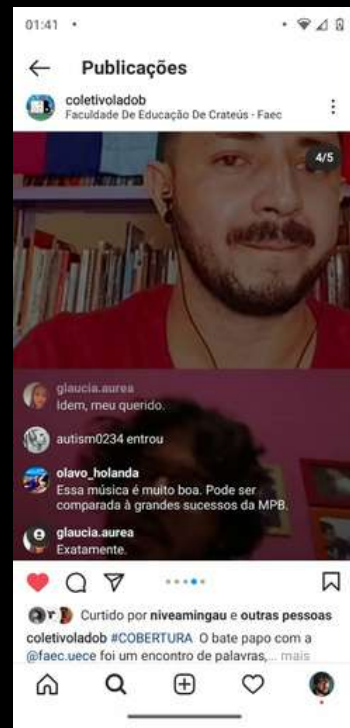 01:41
Publicações
coletivoladob
Faculdade De Educação De Crateús - Faec
4/5
glaucia.aurea
Idem, meu querido.
autism0234 entrou
olavo_holanda
Essa música é muito boa. Pode ser
comparada à grandes sucessos da MPB.
glaucia.aurea
Exatamente.
Curtido por niveamingau e outras pessoas
coletivoladob #COBERTURA O bate papo com a
@faec.uece foi um encontro de palavras,... mais